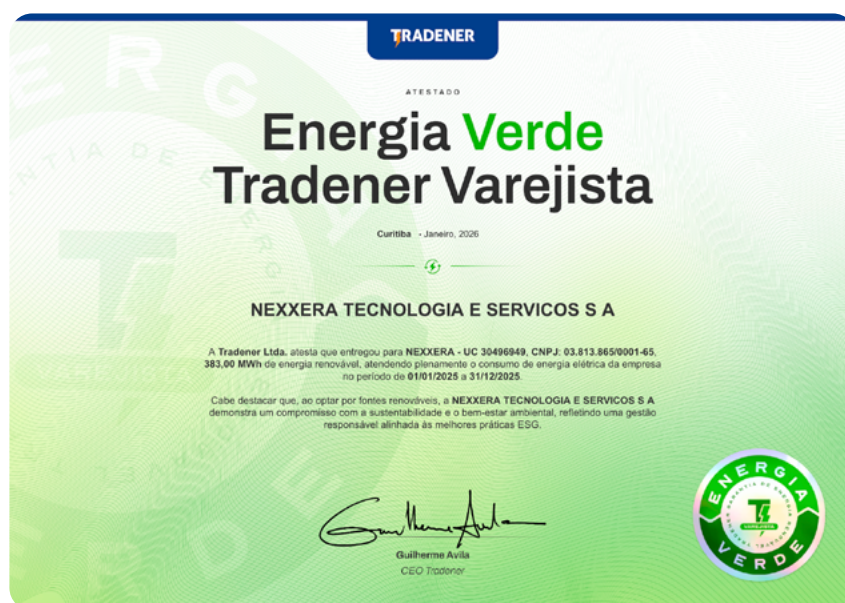 TRADENER
ATESTADO
Energia Verde
Tradener Varejista
Curitiba - Janeiro, 2026
NEXXERA TECNOLOGIA E SERVICOS S A
A Tradener Ltda. atesta que entregou para NEXXERA - UC 30496949, CNPJ: 03.813.865/0001-65,
383,00 MWh de energia renovável, atendendo plenamente o consumo de energia elétrica da empresa
no período de 01/01/2025 a 31/12/2025.
Cabe destacar que, ao optar por fontes renováveis, a NEXXERA TECNOLOGIA E SERVICOS S A
demonstra um compromisso com a sustentabilidade e o bem-estar ambiental, refletindo uma gestão
responsável alinhada às melhores práticas ESG.
Guilherme Avila
CEO Tradener
ENERGIA
VAREJISTA
VERDE